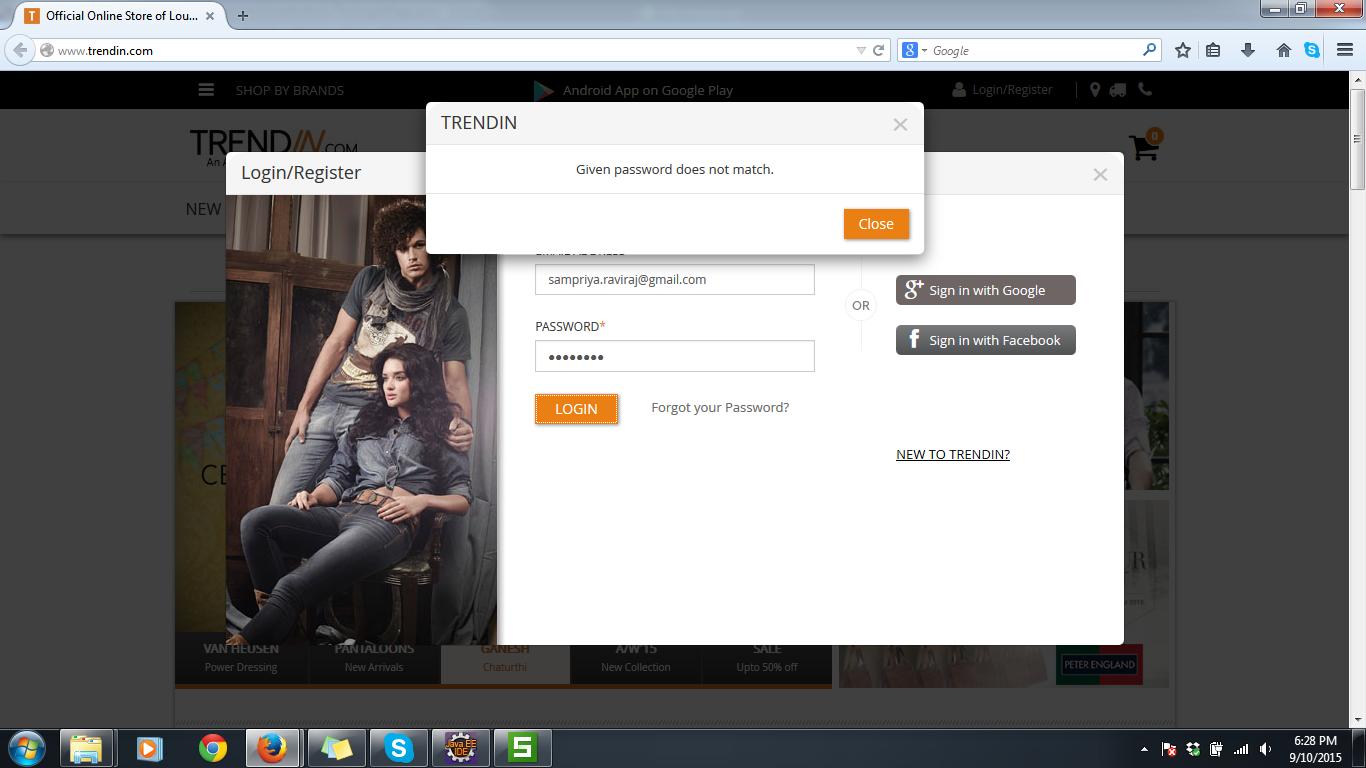 T Official Online Store of Lou...
www.trendin.com
Google
SHOP BY BRANDS
Android App on Google Play
Login/Register
TRENDIN
TRENDIN.COM
0
Given password does not match.
Login/Register
NEW
Close
sampriya.raviraj@gmail.com
Sign in with Google
OR
PASSWORD*
Sign in with Facebook
••••••••
LOGIN
Forgot your Password?
NEW TO TRENDIN?
CE
VAN HEUSEN PANTALOONS GANESH A/W'15 SALE
Power Dressing New Arrivals Chaturthi New Collection Upto 50% off
PETER ENGLAND
Java EE
IDE
S
6:28 PM
9/10/2015